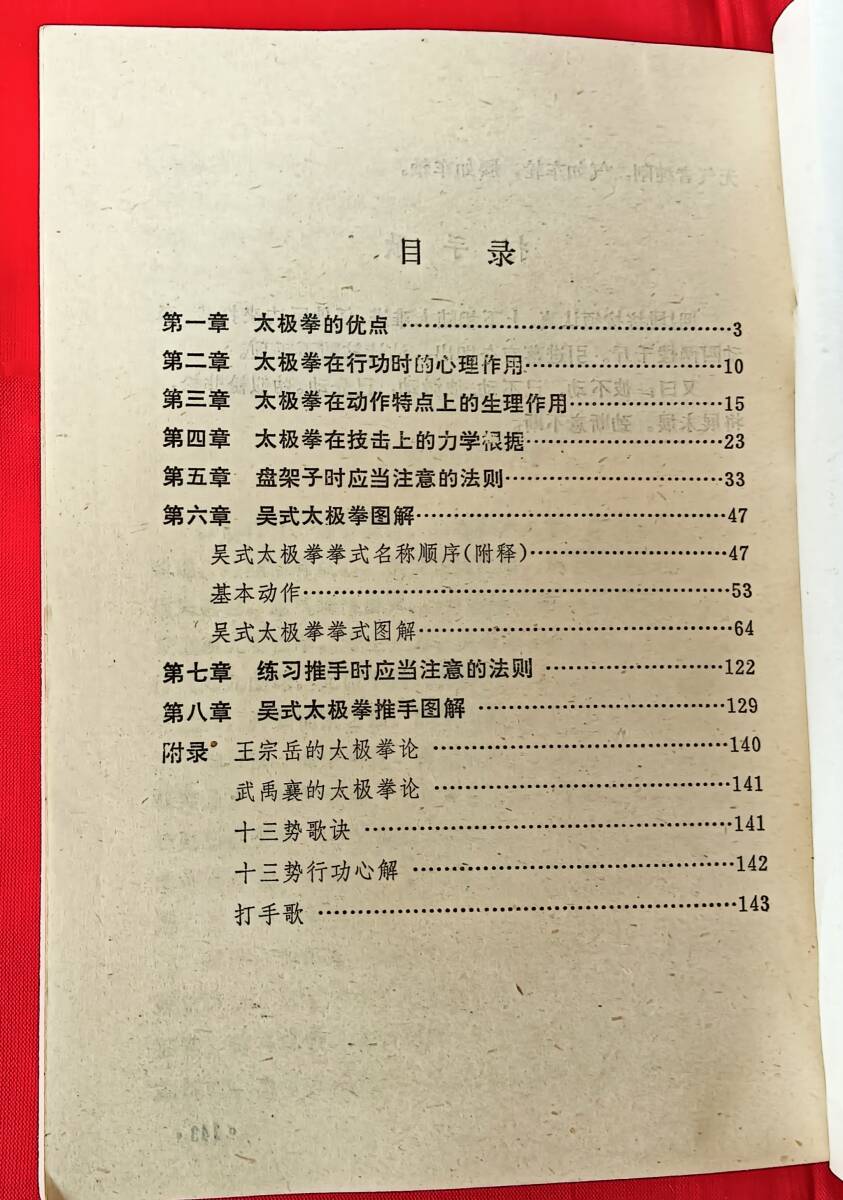 目录
第一章 太极拳的优点 ………………………………3
第二章 太极拳在行功时的心理作用………………………10
第三章 太极拳在动作特点上的生理作用…………………15
第四章 太极拳在技击上的力学根据………………………23
第五章 盘架子时应当注意的法则…………………………33
第六章 吴式太极拳图解……………………………………47
吴式太极拳拳式名称顺序(附释)………………………47
基本动作……………………………………………………53
吴式太极拳拳式图解………………………………………64
第七章 练习推手时应当注意的法则 ……………………122
第八章 吴式太极拳推手图解 ……………………………129
附录 王宗岳的太极拳论 …………………………………140
武禹襄的太极拳论 …………………………………………141
十三势歌诀 …………………………………………………141
十三势行功心解 ……………………………………………142
打手歌 ………………………………………………………143